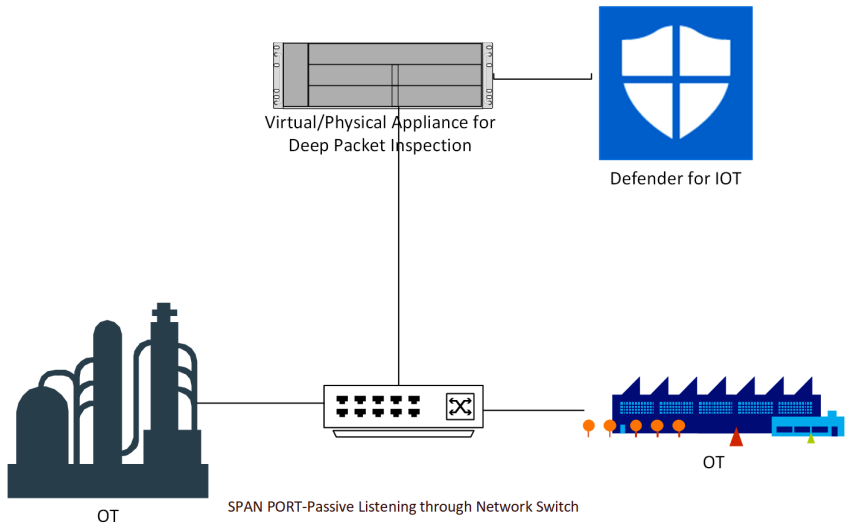 Virtual/Physical Appliance for
Deep Packet Inspection
Defender for IOT
OT
SPAN PORT-Passive Listening through Network Switch
OT